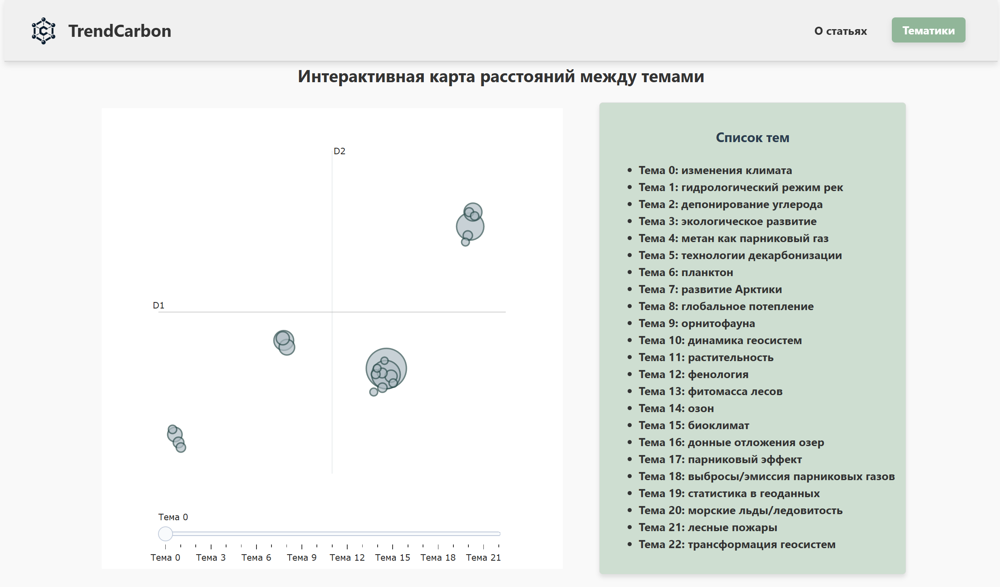 TrendCarbon
О статьях
Тематики
Интерактивная карта расстояний между темами
D2
D1
Тема 0
Тема 0 Тема 3 Тема 6 Тема 9 Тема 12 Тема 15 Тема 18 Тема 21
Список тем
Тема 0: изменения климата
Тема 1: гидрологический режим рек
Тема 2: депонирование углерода
Тема 3: экологическое развитие
Тема 4: метан как парниковый газ
Тема 5: технологии декарбонизации
Тема 6: планктон
Тема 7: развитие Арктики
Тема 8: глобальное потепление
Тема 9: орнитофауна
Тема 10: динамика геосистем
Тема 11: растительность
Тема 12: фенология
Тема 13: фитомасса лесов
Тема 14: озон
Тема 15: биоклимат
Тема 16: донные отложения озер
Тема 17: парниковый эффект
Тема 18: выбросы/эмиссия парниковых газов
Тема 19: статистика в геоданных
Тема 20: морские льды/ледовитость
Тема 21: лесные пожары
Тема 22: трансформация геосистем